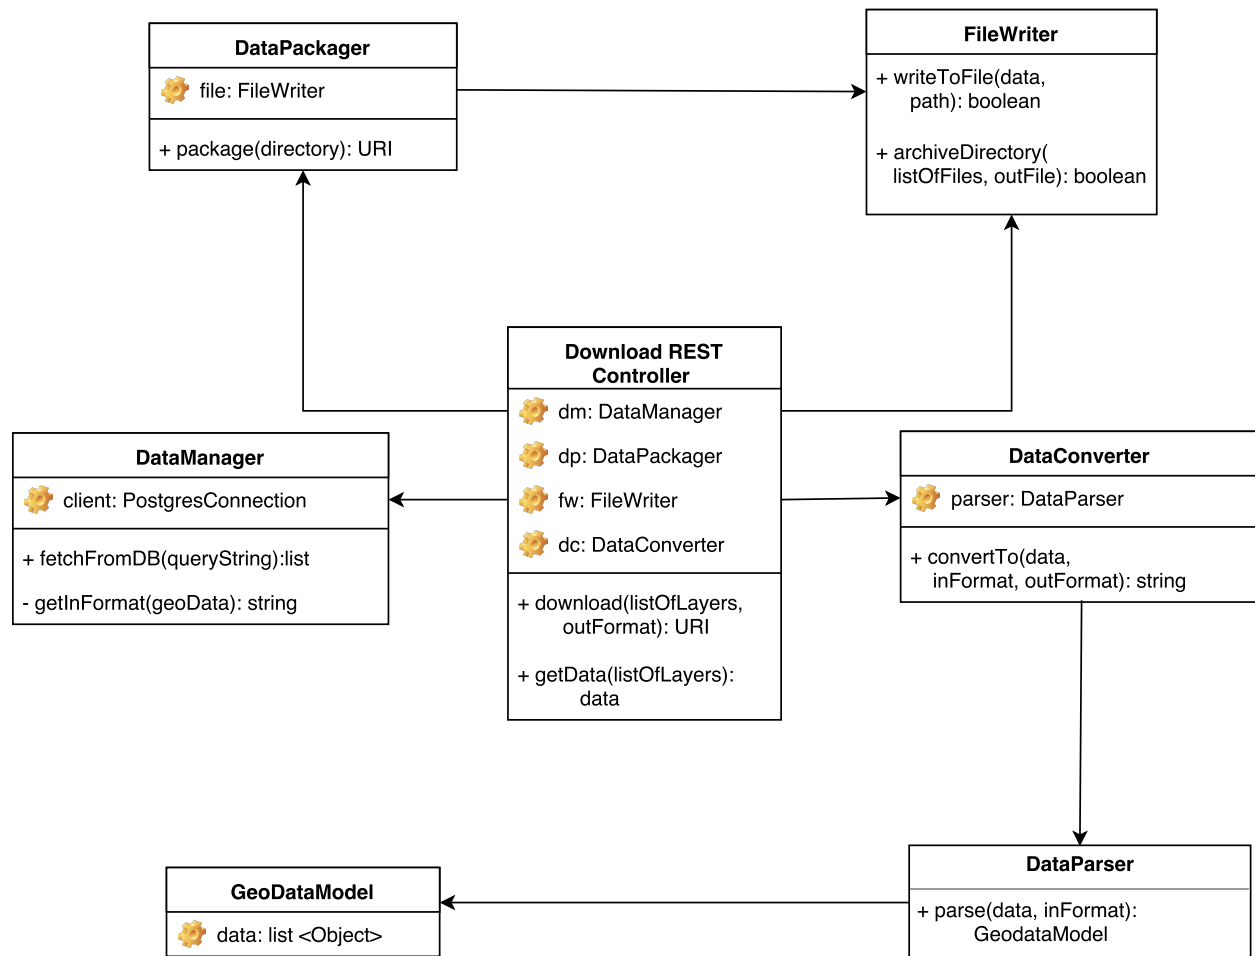 DataPackager
file: FileWriter
+ package(directory): URI
FileWriter
+ writeToFile(data,
path): boolean
+ archiveDirectory(
listOfFiles, outFile): boolean
Download REST
Controller
dm: DataManager
dp: DataPackager
fw: FileWriter
dc: DataConverter
+ download(listOfLayers,
outFormat): URI
+ getData(listOfLayers):
data
DataManager
client: PostgresConnection
+ fetchFromDB(queryString):list
- getInFormat(geoData): string
DataConverter
parser: DataParser
+ convertTo(data,
inFormat, outFormat): string
GeoDataModel
data: list <Object>
DataParser
+ parse(data, inFormat):
GeodataModel